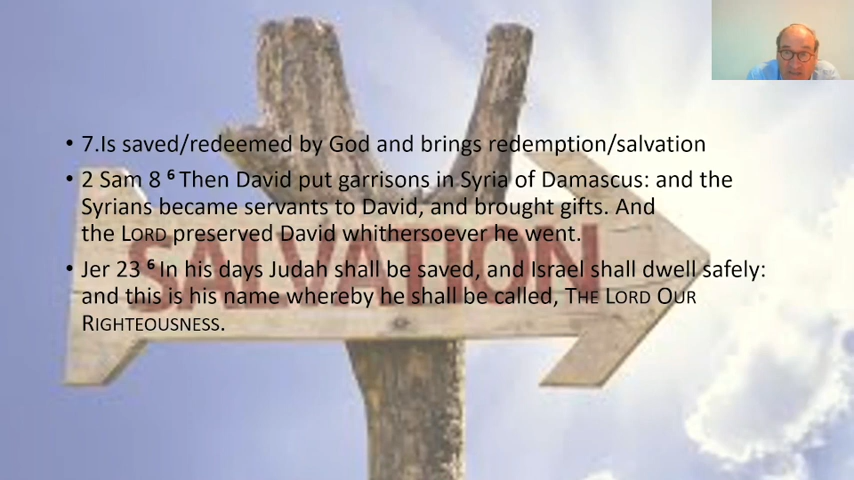 • 7.Is saved/redeemed by God and brings redemption/salvation
• 2 Sam 8 ⁶ Then David put garrisons in Syria of Damascus: and the
Syrians became servants to David, and brought gifts. And
the LORD preserved David whithersoever he went.
• Jer 23 ⁶ In his days Judah shall be saved, and Israel shall dwell safely:
and this is his name whereby he shall be called, THE LORD OUR
RIGHTEOUSNESS.
SALVATION